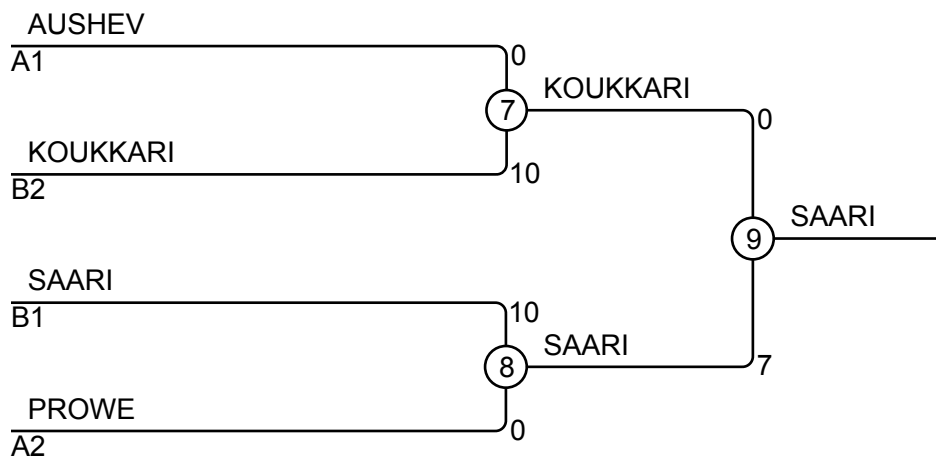 AUSHEV
A1
0
7
KOUKKARI
0
KOUKKARI
B2
10
9
SAARI
SAARI
B1
10
8
SAARI
7
PROWE
A2
0